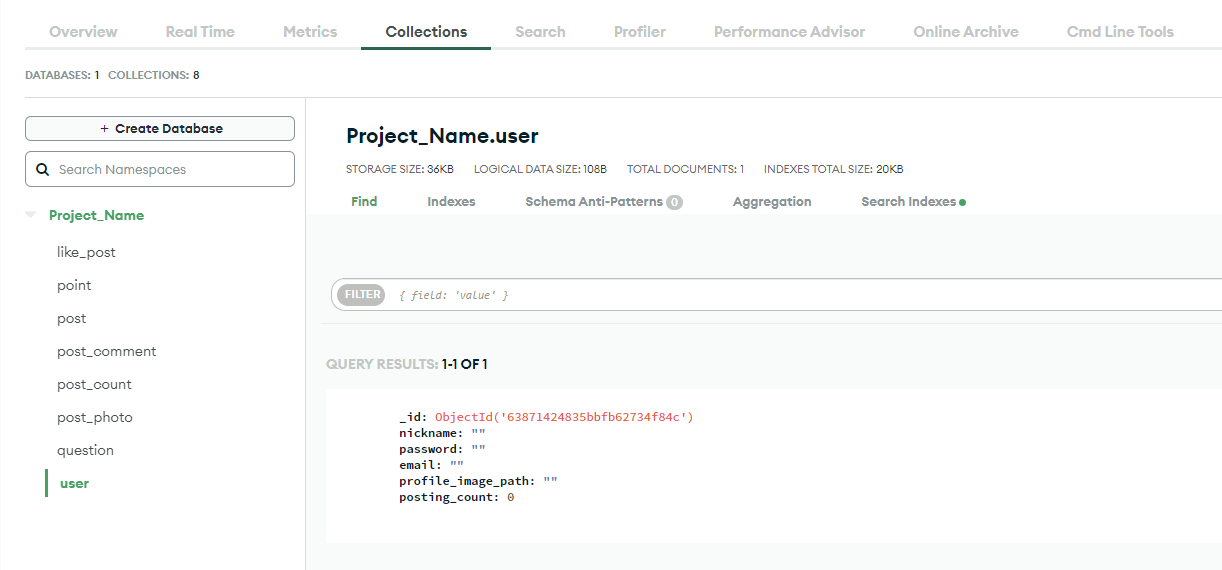 Overview Real Time Metrics Collections Search Profiler Performance Advisor Online Archive Cmd Line Tools
DATABASES: 1 COLLECTIONS: 8
+ Create Database
Search Namespaces
Project_Name
like_post
point
post
post_comment
post_count
post_photo
question
user
Project_Name.user
STORAGE SIZE: 36KB LOGICAL DATA SIZE: 108B TOTAL DOCUMENTS: 1 INDEXES TOTAL SIZE: 20KB
Find Indexes Schema Anti-Patterns 0 Aggregation Search Indexes
FILTER { field: 'value' }
QUERY RESULTS: 1-1 OF 1
_id: ObjectId('63871424835bbfb62734f84c')
nickname: ""
password: ""
email: ""
profile_image_path: ""
posting_count: 0